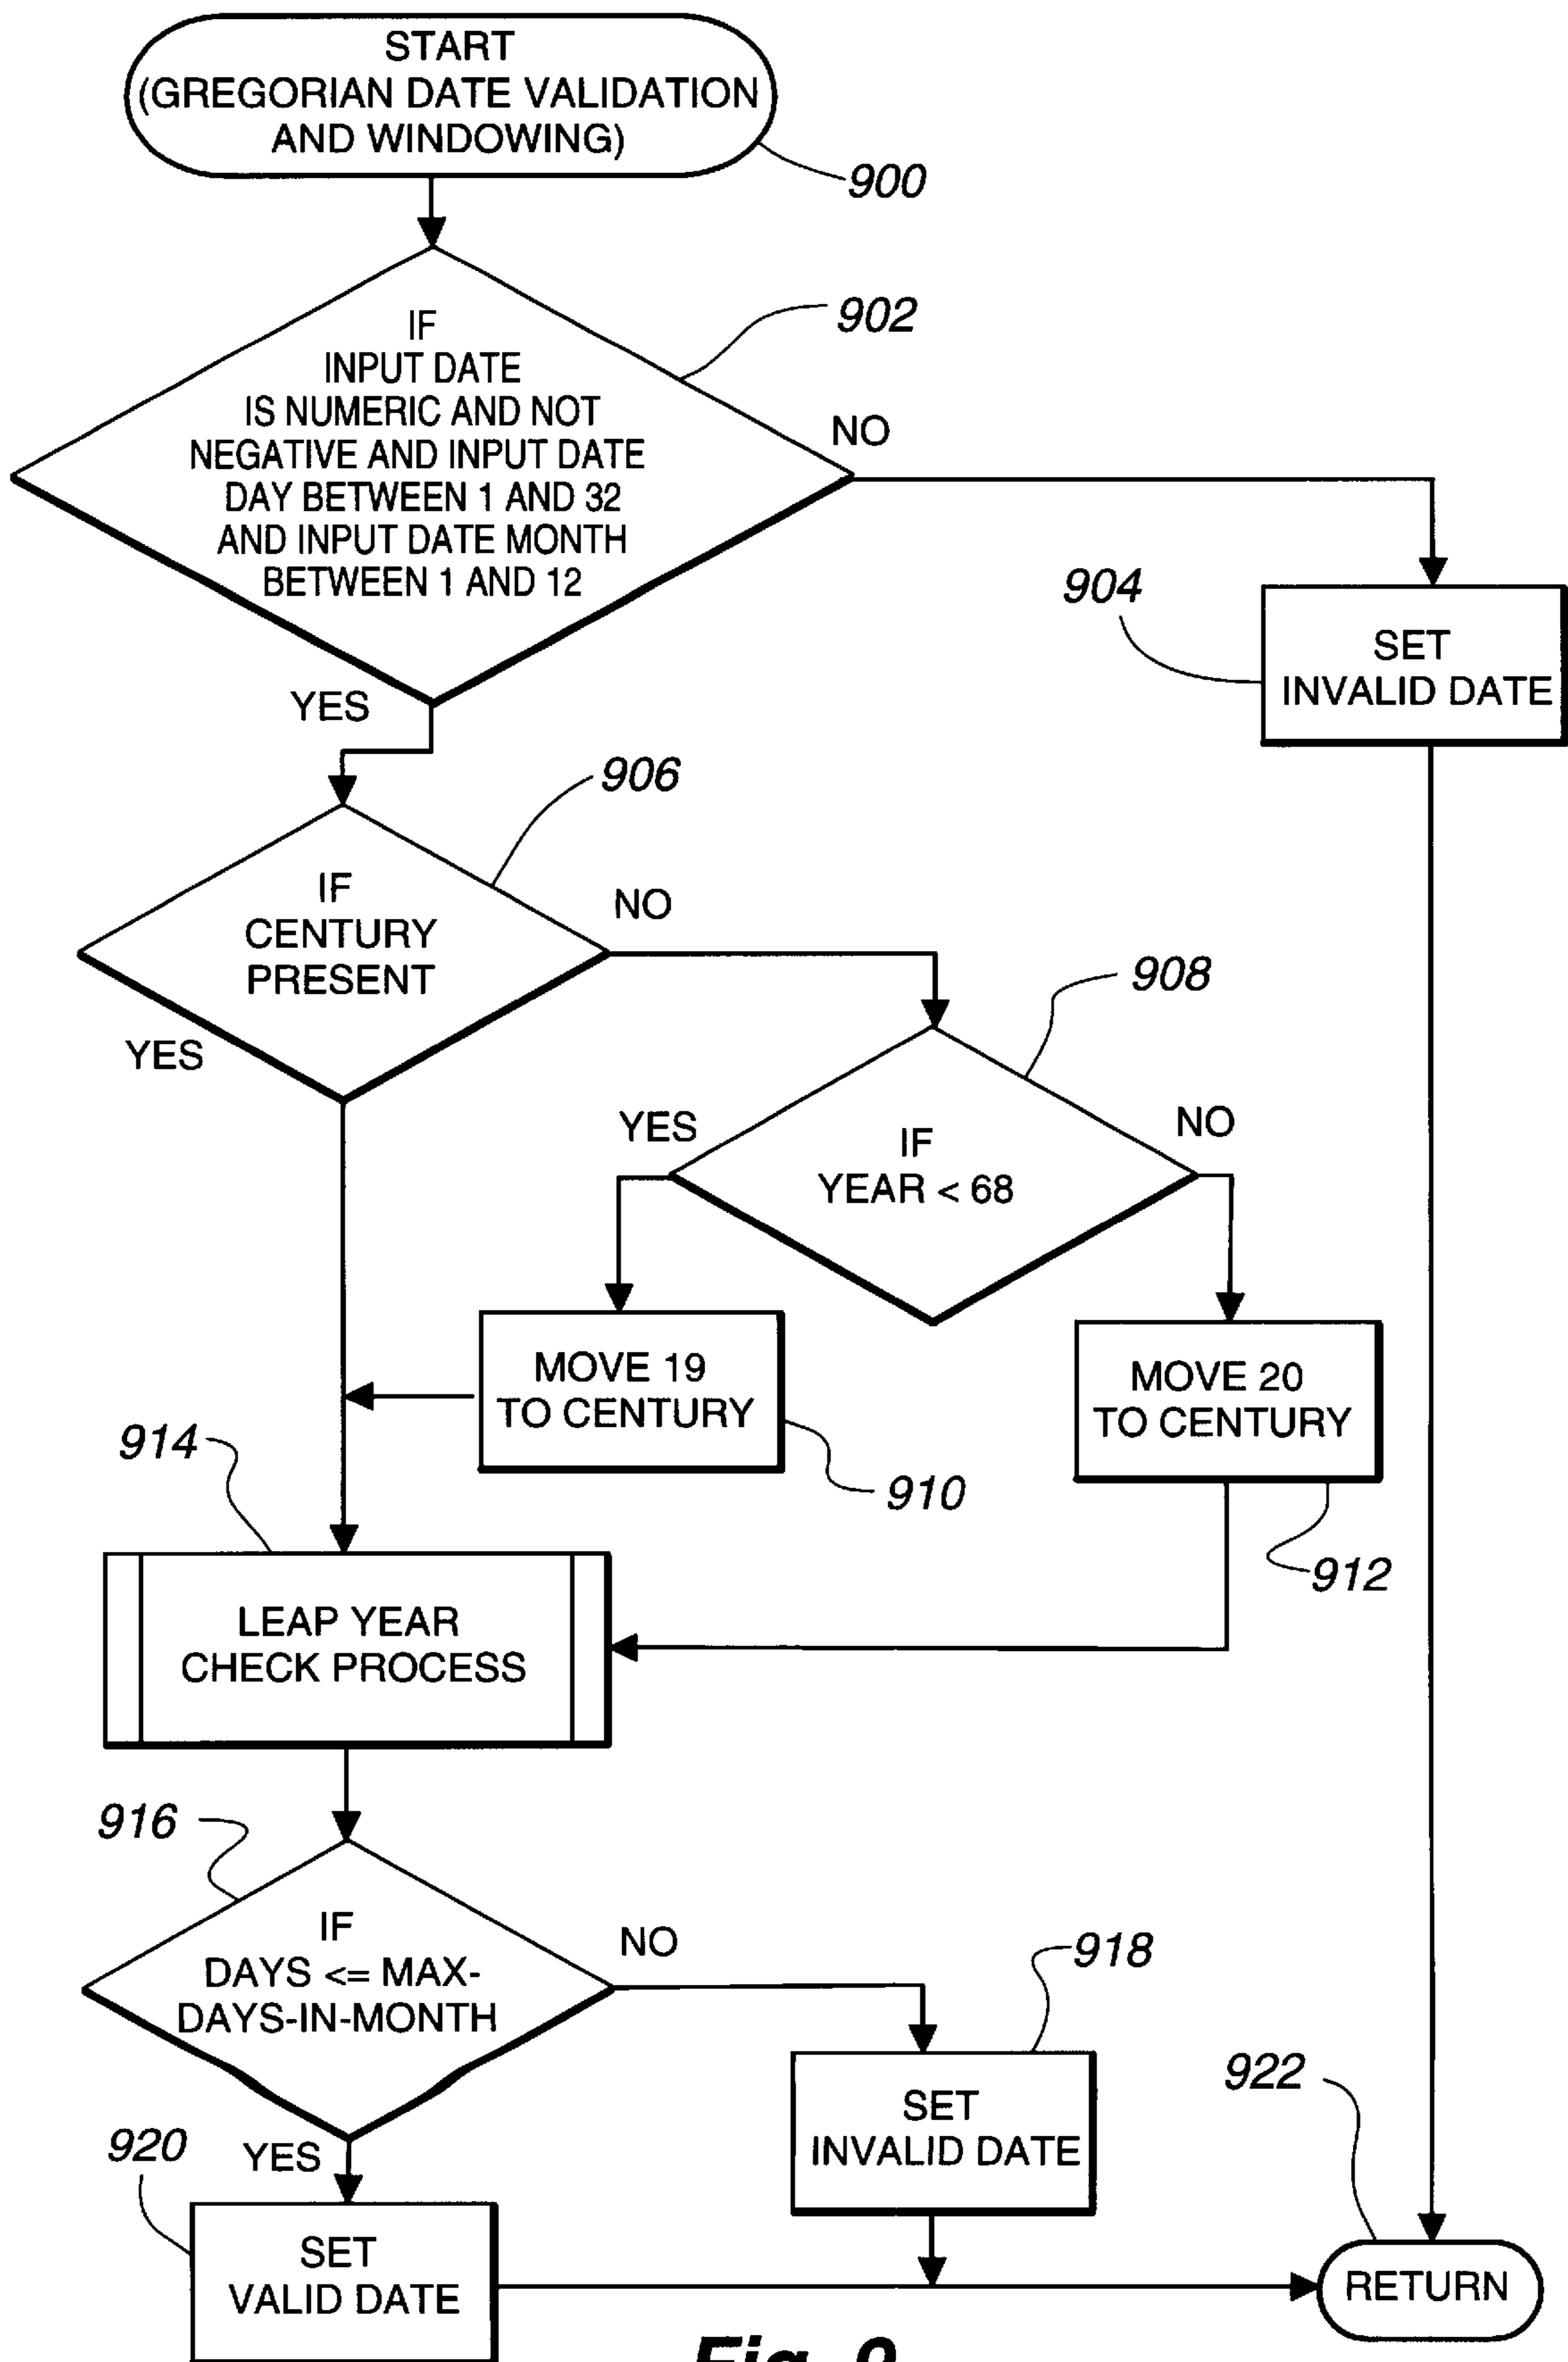 START
(GREGORIAN DATE VALIDATION
AND WINDOWING)
900
IF
INPUT DATE
IS NUMERIC AND NOT
NEGATIVE AND INPUT DATE
DAY BETWEEN 1 AND 32
AND INPUT DATE MONTH
BETWEEN 1 AND 12
902
NO
YES
904
SET
INVALID DATE
906
IF
CENTURY
PRESENT
NO
YES
908
IF
YEAR < 68
YES
NO
MOVE 19
TO CENTURY
910
MOVE 20
TO CENTURY
912
914
LEAP YEAR
CHECK PROCESS
916
IF
DAYS <= MAX-
DAYS-IN-MONTH
NO
YES
918
SET
INVALID DATE
920
SET
VALID DATE
922
RETURN
Fig. 9